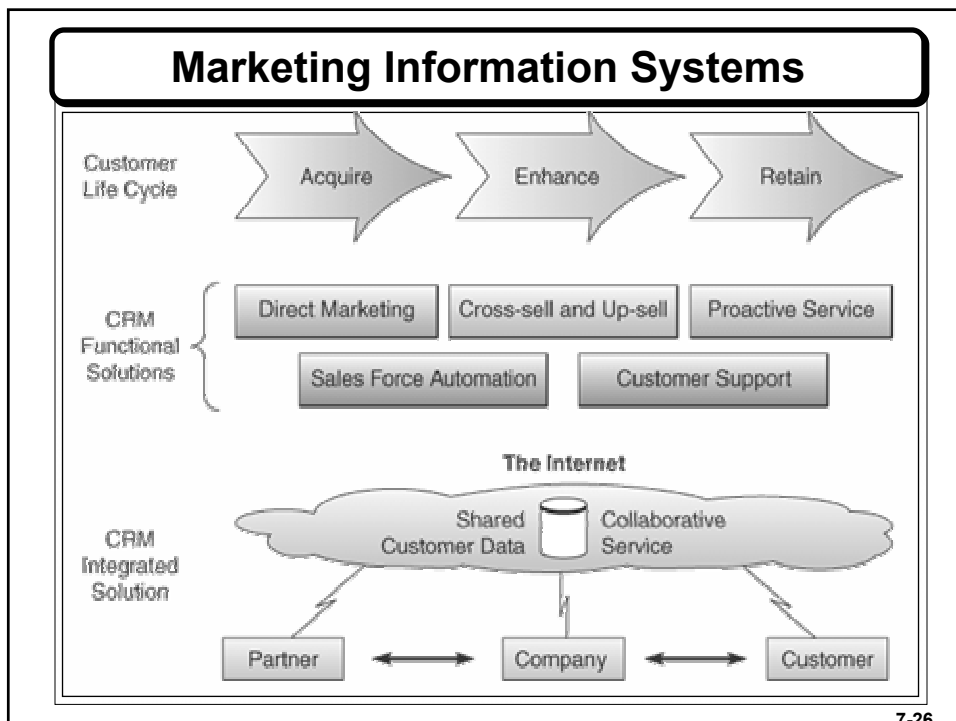 Marketing Information Systems
Customer
Life Cycle
Acquire
Enhance
Retain
CRM
Functional
Solutions
Direct Marketing
Cross-sell and Up-sell
Proactive Service
Sales Force Automation
Customer Support
The Internet
CRM
Integrated
Solution
Shared
Customer Data
Collaborative
Service
Partner
Company
Customer
7-26